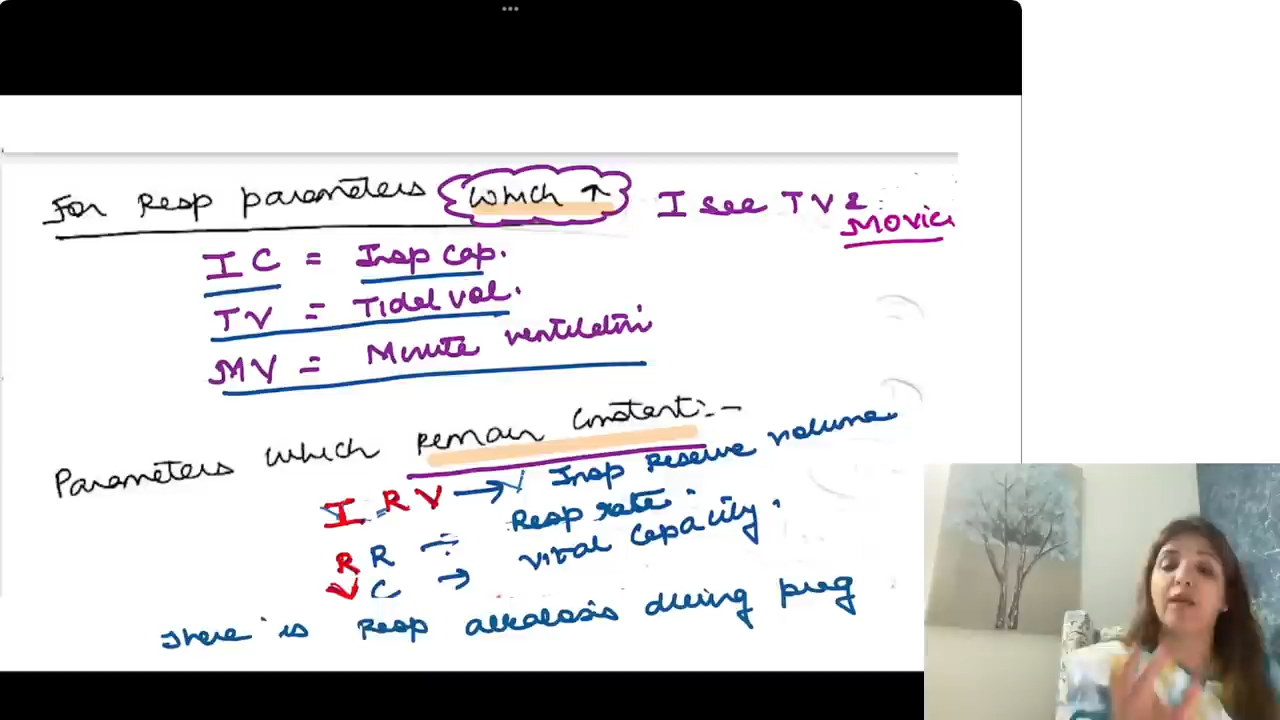 For Resp parameters which ↑ I see TV &
Movies
IC = Insp cap.
TV = Tidal vol.
MV = Minute ventilation
Parameters which remain constant:-
IRV → Insp Reserve volume
RR ÷ Resp rate.
VC → vital capacity.
There is Resp alkalosis during preg